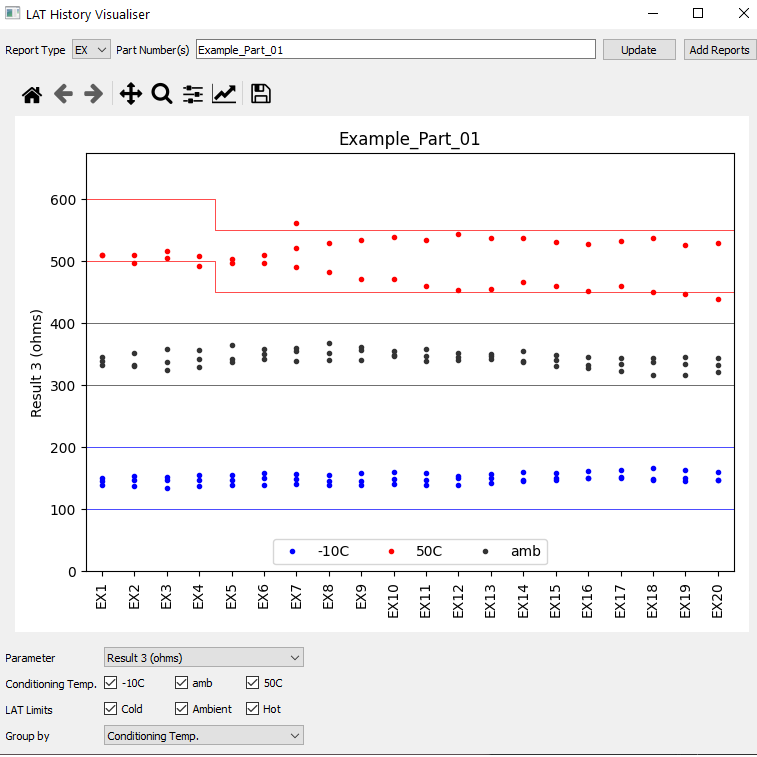 LAT History Visualiser
Report Type EX Part Number(s) Example_Part_01 Update Add Reports
Example_Part_01
Result 3 (ohms)
600
500
400
300
200
100
0
-10C 50C amb
EX1 EX2 EX3 EX4 EX5 EX6 EX7 EX8 EX9 EX10 EX11 EX12 EX13 EX14 EX15 EX16 EX17 EX18 EX19 EX20
Parameter Result 3 (ohms)
Conditioning Temp. -10C amb 50C
LAT Limits Cold Ambient Hot
Group by Conditioning Temp.